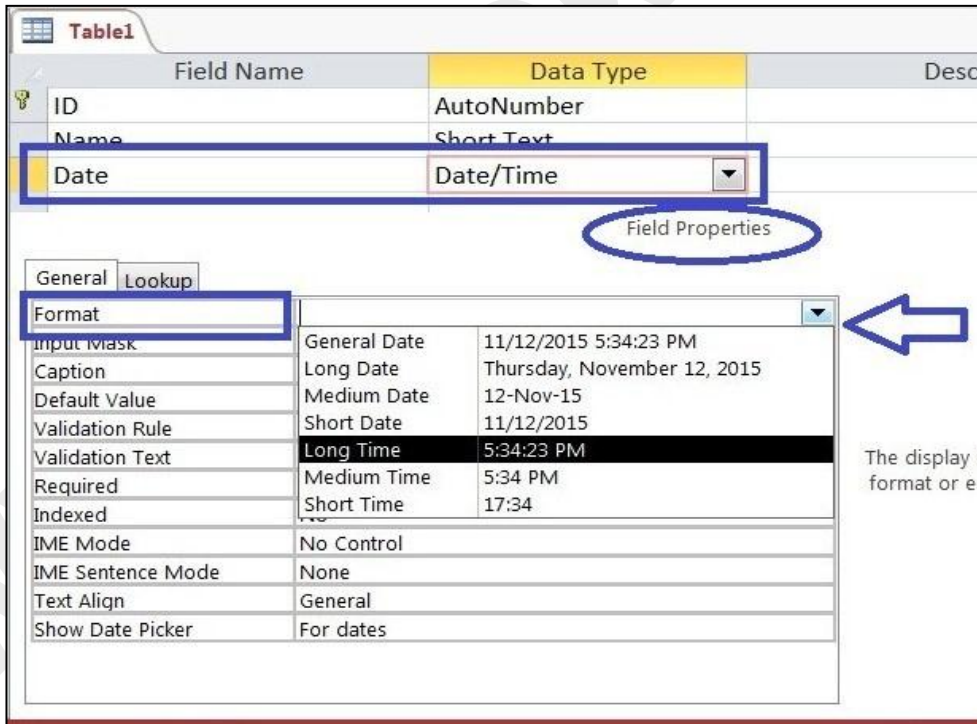 Table1
Field Name Data Type Desc
ID AutoNumber
Name Short Text
Date Date/Time
Field Properties
General Lookup
Format
Input Mask General Date 11/12/2015 5:34:23 PM
Caption Long Date Thursday, November 12, 2015
Default Value Medium Date 12-Nov-15
Validation Rule Short Date 11/12/2015
Validation Text Long Time 5:34:23 PM
The display
Required Medium Time 5:34 PM
format or e
Indexed Short Time 17:34
No
IME Mode No Control
IME Sentence Mode None
Text Align General
Show Date Picker For dates